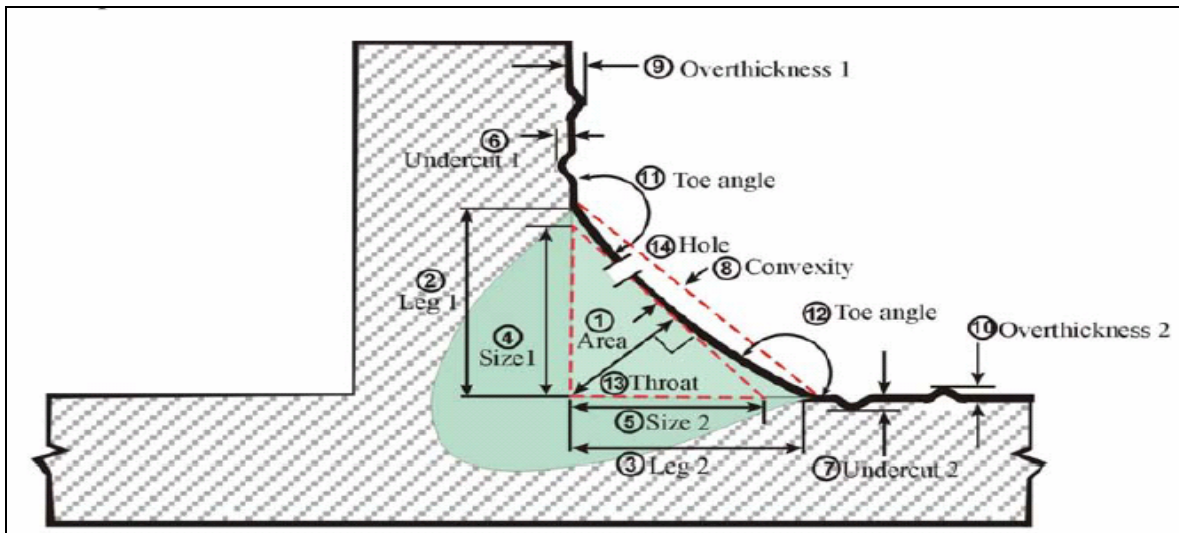 ⑨ Overthickness 1
⑥
Undercut 1
⑪ Toe angle
⑭ Hole
⑧ Convexity
②
Leg 1
⑫ Toe angle
④
Size1
①
Area
⑩ Overthickness 2
⑬ Throat
⑤ Size 2
③ Leg 2
⑦ Undercut 2